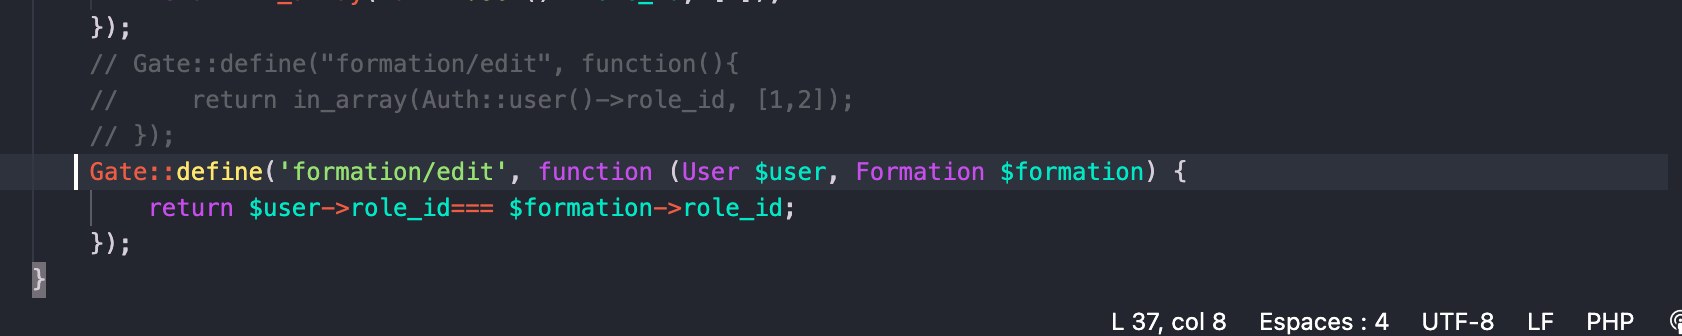 });
// Gate::define("formation/edit", function(){
//     return in_array(Auth::user()->role_id, [1,2]);
// });
Gate::define('formation/edit', function (User $user, Formation $formation) {
    return $user->role_id=== $formation->role_id;
});
}
L 37, col 8 Espaces : 4 UTF-8 LF PHP